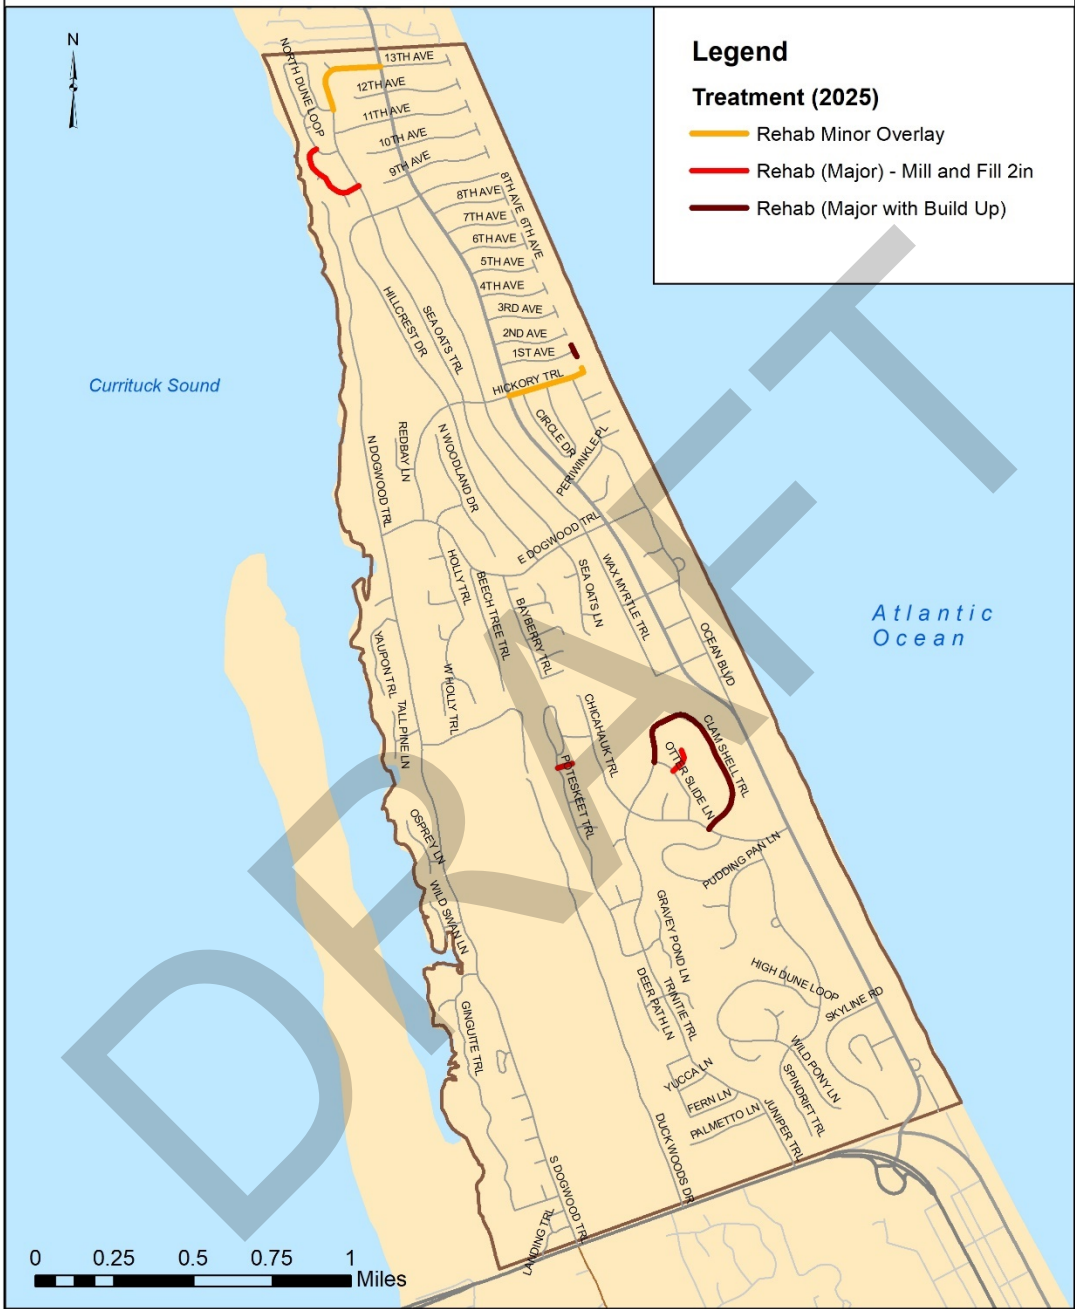 N
Legend
Treatment (2025)
Rehab Minor Overlay
Rehab (Major) - Mill and Fill 2in
Rehab (Major with Build Up)
NORTH DUNE LOOP
13TH AVE
12TH AVE
11TH AVE
10TH AVE
9TH AVE
8TH AVE
8TH AVE
7TH AVE
6TH AVE
6TH AVE
5TH AVE
4TH AVE
3RD AVE
2ND AVE
1ST AVE
HICKORY TRL
HILLCREST DR
SEA OATS TRL
Currituck Sound
CIRCLE DR
PERIWINKLE PL
N DOGWOOD TRL
REDBAY LN
N WOODLAND DR
E DOGWOOD TRL
HOLLY TRL
BEECH TREE TRL
BAYBERRY TRL
SEA OATS LN
WAX MYRTLE TRL
OCEAN BLVD
Atlantic
Ocean
YAUPON TRL
W HOLLY TRL
TALL PINE LN
CHICAHAUK TRL
POTESKEET TRL
OTTER SLIDE LN
CLAM SHELL TRL
OSPREY LN
PUDDING PAN LN
WILD SWAN LN
GRAVEY POND LN
DEER PATH LN
TRINITIE TRL
HIGH DUNE LOOP
SKYLINE RD
GINGUITE TRL
WILD PONY LN
SPINDRIFT TRL
YUCCA LN
FERN LN
PALMETTO LN
JUNIPER TRL
DUCK WOODS DR
S DOGWOOD TRL
LANDING TRL
0 0.25 0.5 0.75 1
Miles
DRAFT